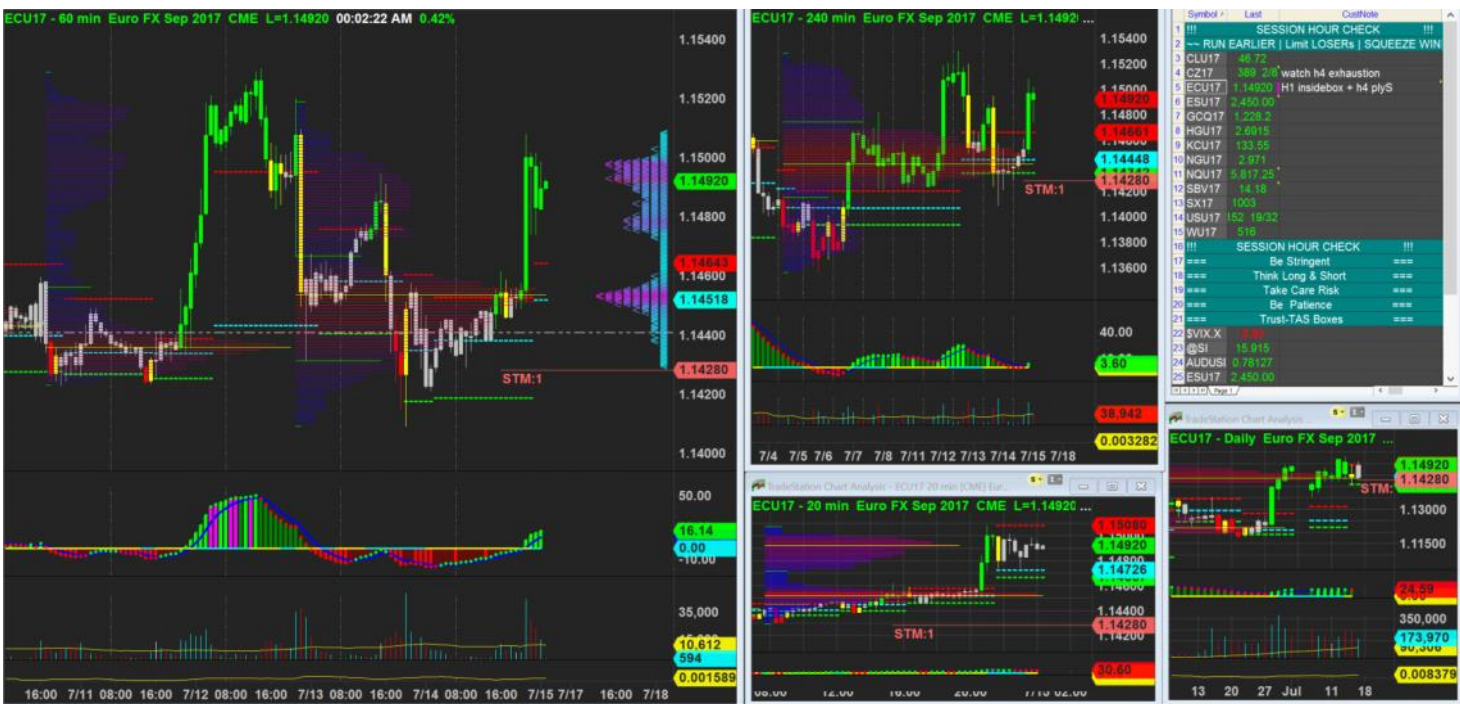 ECU17 - 60 min Euro FX Sep 2017 CME L=1.14920 00:02:22 AM 0.42%
1.15400
1.15200
1.15000
1.14920
1.14800
1.14643
1.14600
1.14518
1.14400
1.14280
STM:1
1.14200
1.14000
50.00
16.14
0.00
-10.00
35,000
10,612
594
0.001589
16:00 7/11 08:00 16:00 7/12 08:00 16:00 7/13 08:00 16:00 7/14 08:00 16:00 7/15 7/17 16:00 7/18
ECU17 - 240 min Euro FX Sep 2017 CME L=1.1492 ...
1.15400
1.15200
1.15000
1.14920
1.14800
1.14661
1.14448
1.14280
STM:1
1.14200
1.14000
1.13800
1.13600
40.00
3.60
38,942
0.003282
7/4 7/5 7/6 7/7 7/8 7/11 7/12 7/13 7/14 7/15 7/18
TradeStation Chart Analysis - ECU17 20 min [CME] Eur...
ECU17 - 20 min Euro FX Sep 2017 CME L=1.14920 ...
1.15080
1.14920
1.14800
1.14726
1.14600
1.14400
1.14280
STM:1
1.14200
30.60
08:00 12:00 16:00 20:00 7/15 02:00
Symbol Last CustNote
1 !!! SESSION HOUR CHECK !!!
2 ~~ RUN EARLIER | Limit LOSERs | SQUEEZE WIN
3 CLU17 46.72
4 CZ17 389 2/8 watch h4 exhaustion
5 ECU17 1.14920 H1 insidebox + h4 plyS
6 ESU17 2,450.00
7 GCQ17 1,228.2
8 HGU17 2.6915
9 KCU17 133.55
10 NGU17 2.971
11 NQU17 5,817.25
12 SBV17 14.18
13 SX17 1003
14 USU17 152 19/32
15 WU17 516
16 !!! SESSION HOUR CHECK !!!
17 === Be Stringent ===
18 === Think Long & Short ===
19 === Take Care Risk ===
20 === Be Patience ===
21 === Trust-TAS Boxes ===
22 $VIX.X
23 @SI 15.915
24 AUDUSI 0.78127
25 ESU17 2,450.00
Page 1
TradeStation Chart Analysis ...
ECU17 - Daily Euro FX Sep 2017 ...
1.14920
1.14280
STM:
1.13000
1.11500
24.59
350,000
173,970
90,306
0.008379
13 20 27 Jul 11 18